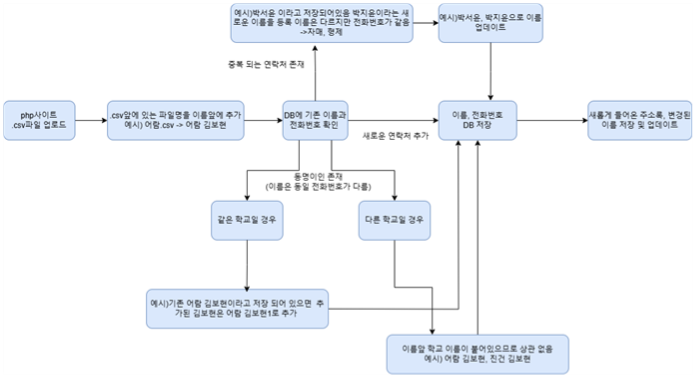 예시)박서윤 이라고 저장되어있음 박지윤이라는 새
로운 이름을 등록 이름은 다르지만 전화번호가 같음
->자매, 형제
예시)박서윤, 박지윤으로 이름
업데이트
중복 되는 연락처 존재
php사이트
.csv파일 업로드
.csv앞에 있는 파일명을 이름앞에 추가
예시) 어람.csv -> 어람 김보현
DB에 기존 이름과
전화번호 확인
새로운 연락처 추가
이름, 전화번호
DB 저장
새롭게 들어온 주소록, 변경된
이름 저장 및 업데이트
동명이인 존재
(이름은 동일 전화번호가 다름)
같은 학교일 경우
다른 학교일 경우
예시)기존 어람 김보현이라고 저장 되어 있으면 추
가된 김보현은 어람 김보현1로 추가
이름앞 학교 이름이 붙어있으므로 상관 없음
예시) 어람 김보현, 진건 김보현